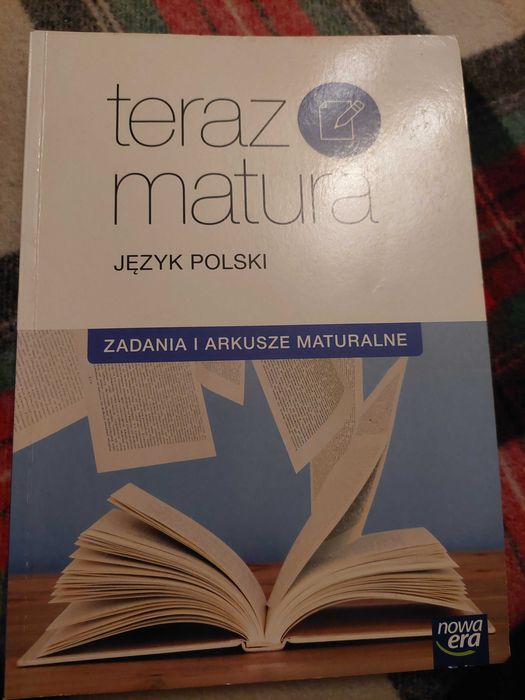 teraz
matura
JĘZYK POLSKI
ZADANIA I ARKUSZE MATURALNE
nowa
era